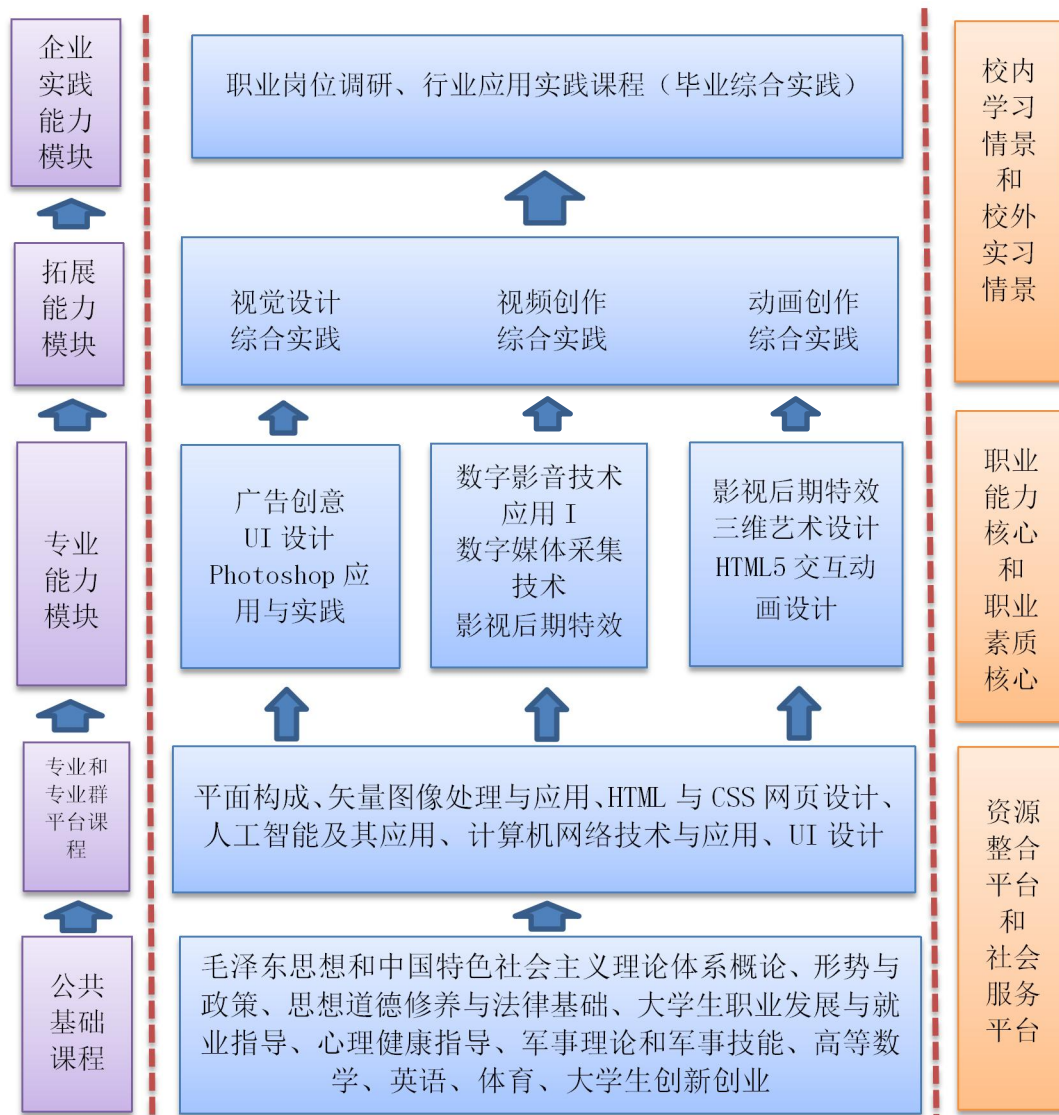 企业
实践
能力
模块
职业岗位调研、行业应用实践课程（毕业综合实践）
拓展
能力
模块
视觉设计
综合实践
视频创作
综合实践
动画创作
综合实践
专业
能力
模块
广告创意
UI 设计
Photoshop 应
用与实践
数字影音技术
应用 I
数字媒体采集
技术
影视后期特效
影视后期特效
三维艺术设计
HTML5 交互动
画设计
专业和
专业群
平台课
程
平面构成、矢量图像处理与应用、HTML 与 CSS 网页设计、
人工智能及其应用、计算机网络技术与应用、UI 设计
公共
基础
课程
毛泽东思想和中国特色社会主义理论体系概论、形势与
政策、思想道德修养与法律基础、大学生职业发展与就
业指导、心理健康指导、军事理论和军事技能、高等数
学、英语、体育、大学生创新创业
校内
学习
情景
和
校外
实习
情景
职业
能力
核心
和
职业
素质
核心
资源
整合
平台
和
社会
服务
平台